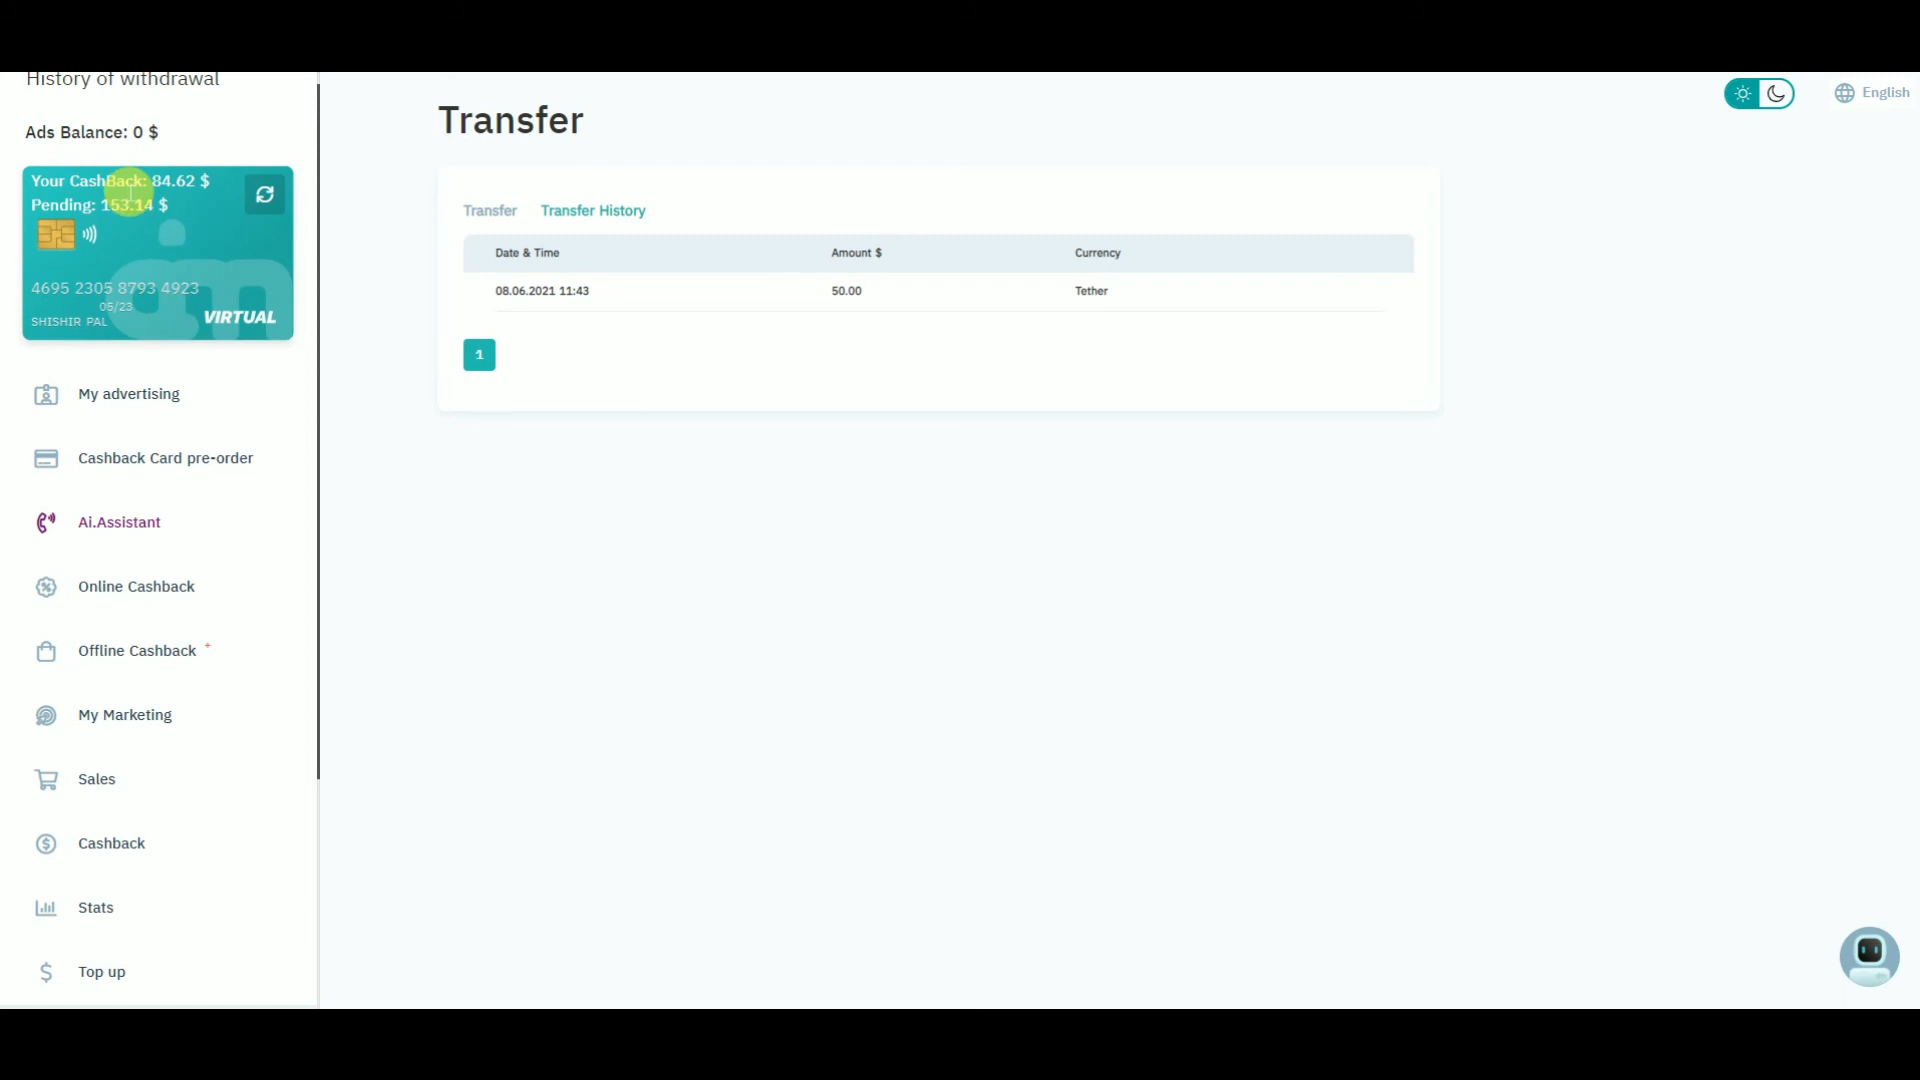 History of withdrawal
Ads Balance: 0 $
Your CashBack: 84.62 $
Pending: 153.14 $
4695 2305 8793 4923
05/23
SHISHIR PAL
VIRTUAL
My advertising
Cashback Card pre-order
Ai.Assistant
Online Cashback
Offline Cashback *
My Marketing
Sales
Cashback
Stats
Top up
English
Transfer
Transfer Transfer History
Date & Time Amount $ Currency
08.06.2021 11:43 50.00 Tether
1